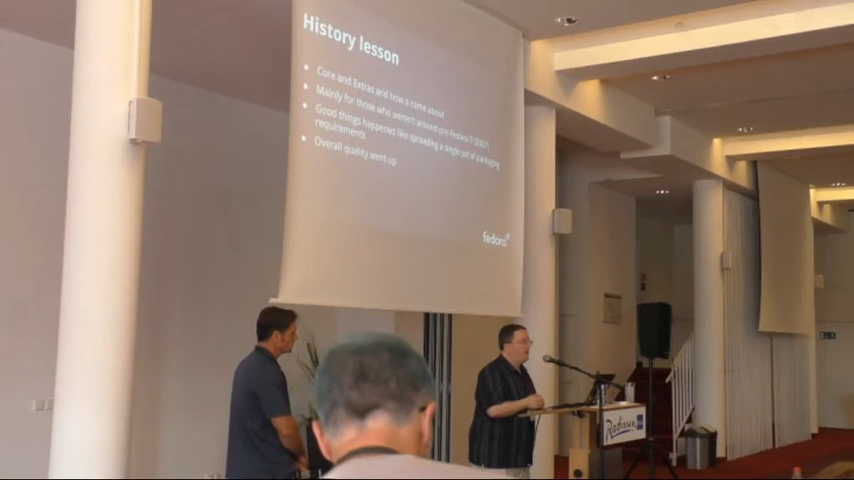 History lesson
• Core and Extras and how it came about
• Mainly for those who weren't around pre-Fedora 7 (2007)
• Good things happened like spreading a single set of packaging
requirements
• Overall quality went up
fedora
Radisson